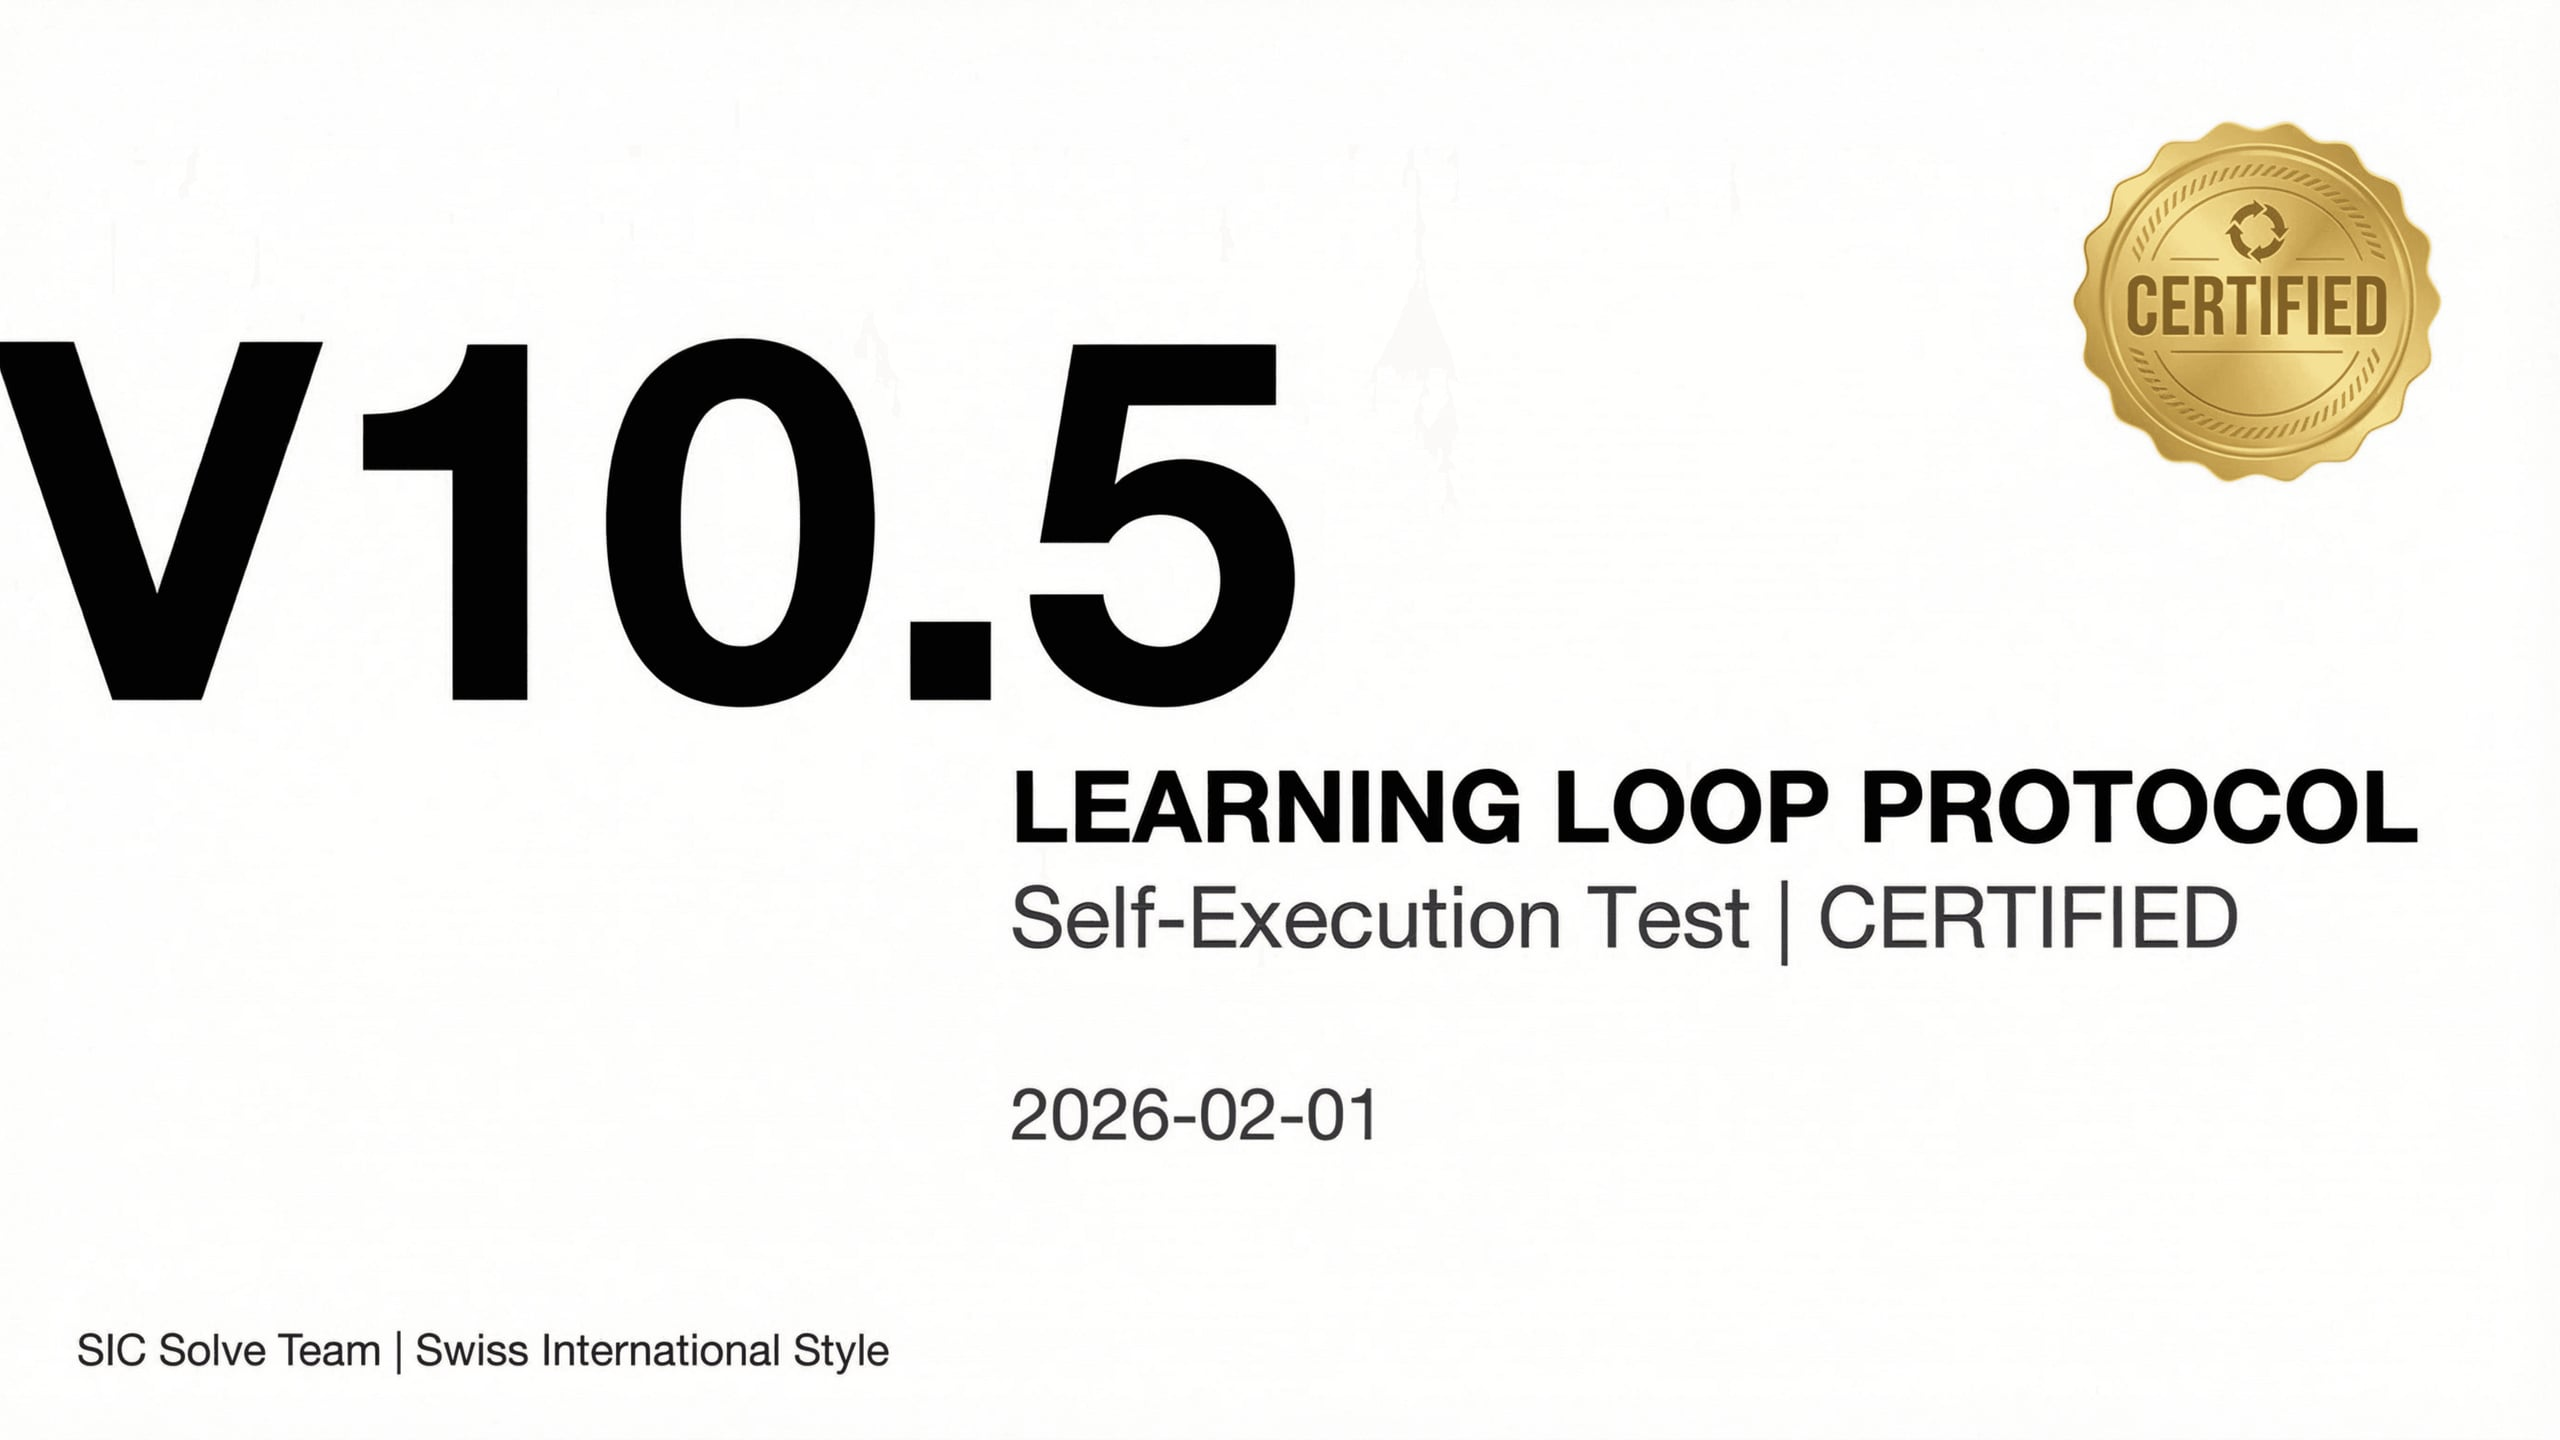 CERTIFIED
V10.5
LEARNING LOOP PROTOCOL
Self-Execution Test | CERTIFIED
2026-02-01
SIC Solve Team | Swiss International Style